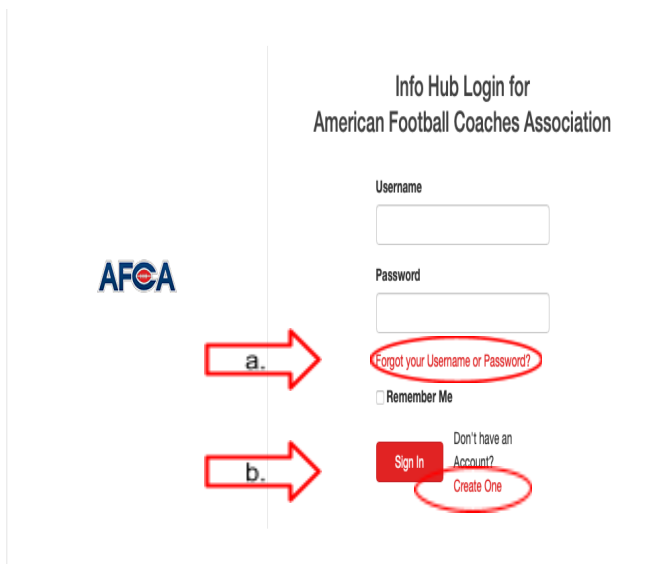 Info Hub Login for
American Football Coaches Association
Username
AFCA
Password
a.
Forgot your Username or Password?
Remember Me
b.
Sign In
Don't have an
Account?
Create One